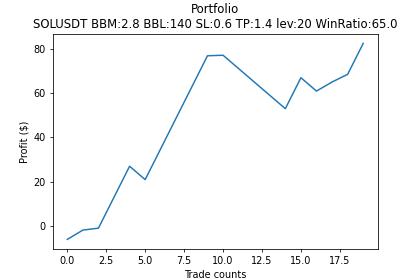 Portfolio
SOLUSDT BBM:2.8 BBL:140 SL:0.6 TP:1.4 lev:20 WinRatio:65.0
80
60
40
20
0
Profit ($)
0.0 2.5 5.0 7.5 10.0 12.5 15.0 17.5
Trade counts